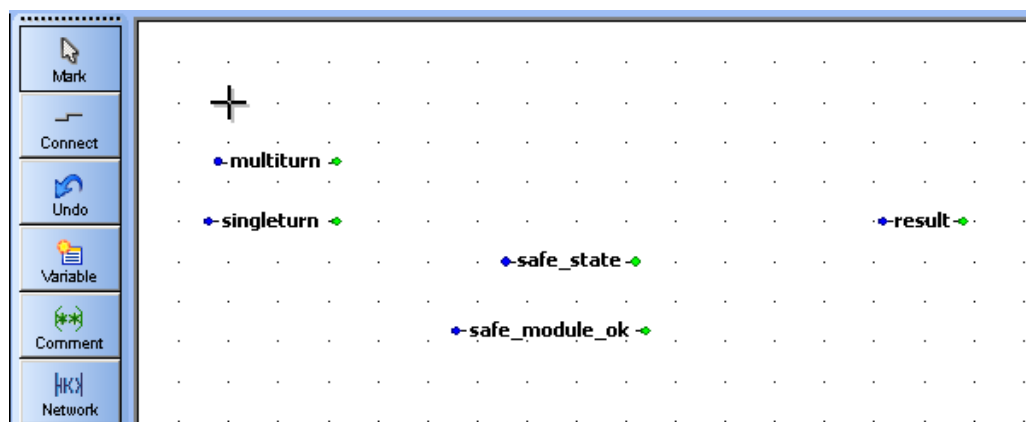 Mark
Connect
Undo
Variable
Comment
Network
multiturn
singleturn
result
safe_state
safe_module_ok